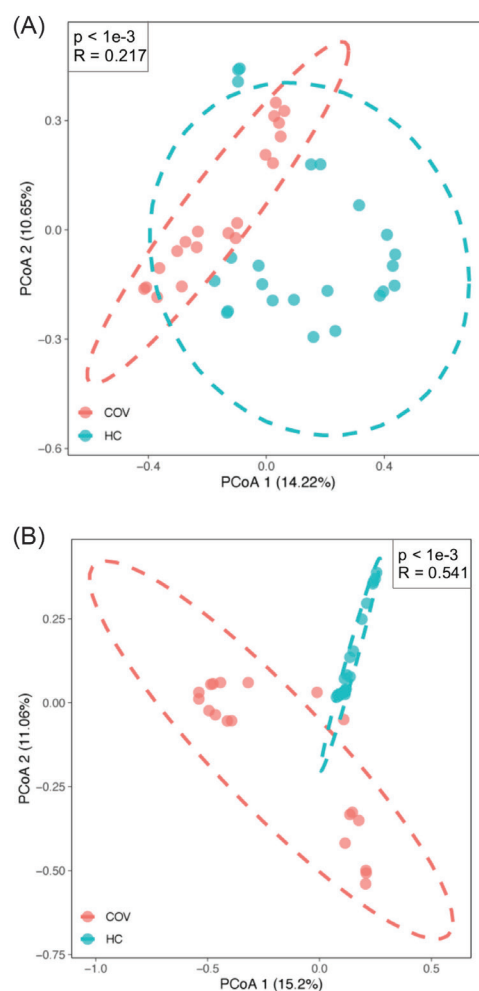 (A)
p < 1e-3
R = 0.217
PCoA 2 (10.65%)
0.3
0.0
−0.3
−0.6
COV
HC
−0.4
0.0
0.4
PCoA 1 (14.22%)
(B)
p < 1e-3
R = 0.541
PCoA 2 (11.06%)
0.25
0.00
−0.25
−0.50
−0.75
COV
HC
−1.0
−0.5
0.0
0.5
PCoA 1 (15.2%)